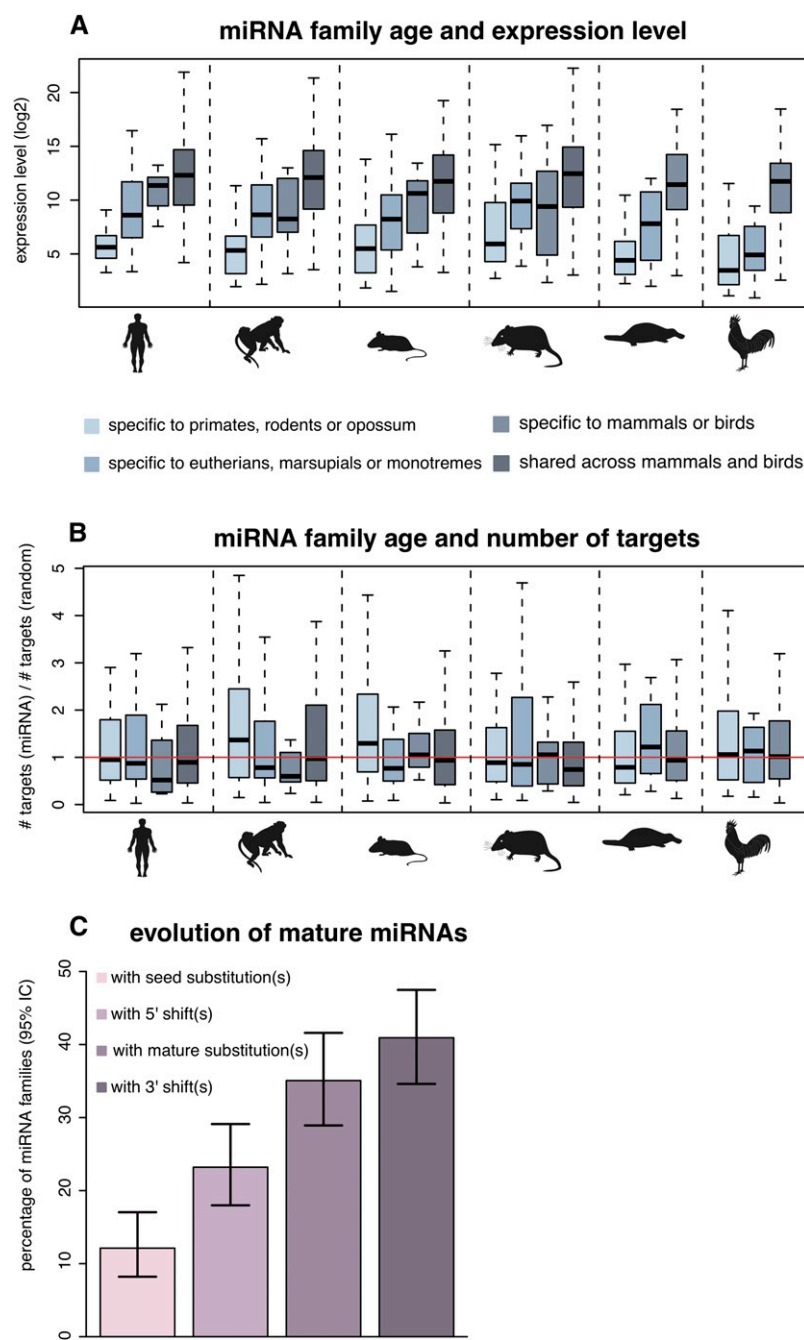 A miRNA family age and expression level
expression level (log2)
20
15
10
5
specific to primates, rodents or opossum
specific to mammals or birds
specific to eutherians, marsupials or monotremes
shared across mammals and birds
B miRNA family age and number of targets
# targets (miRNA) / # targets (random)
5
4
3
2
1
0
C evolution of mature miRNAs
percentage of miRNA families (95% IC)
50
40
30
20
10
0
with seed substitution(s)
with 5' shift(s)
with mature substitution(s)
with 3' shift(s)